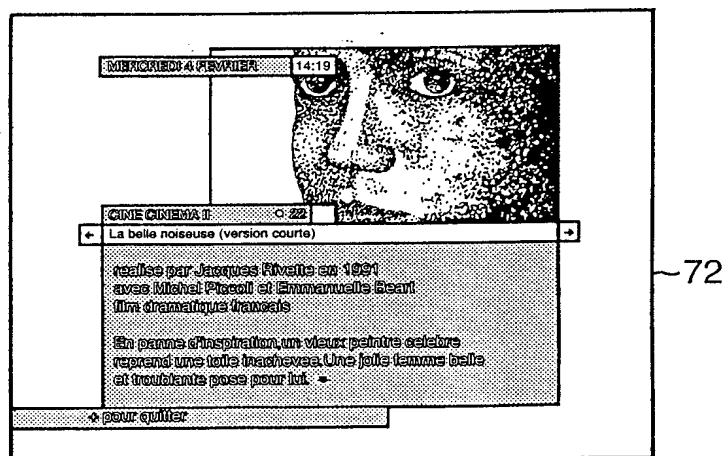 MERCREDI 4 FEVRIER 14:19
CINE CINEMA II 22
← La belle noiseuse (version courte) →
realise par Jacques Rivette en 1991
avec Michel Piccoli et Emmanuelle Beart
film dramatique francais
En panne d'inspiration,un vieux peintre celebre
reprend une toile inachevee.Une jolie femme belle
et troublante pose pour lui.
pour quitter
72